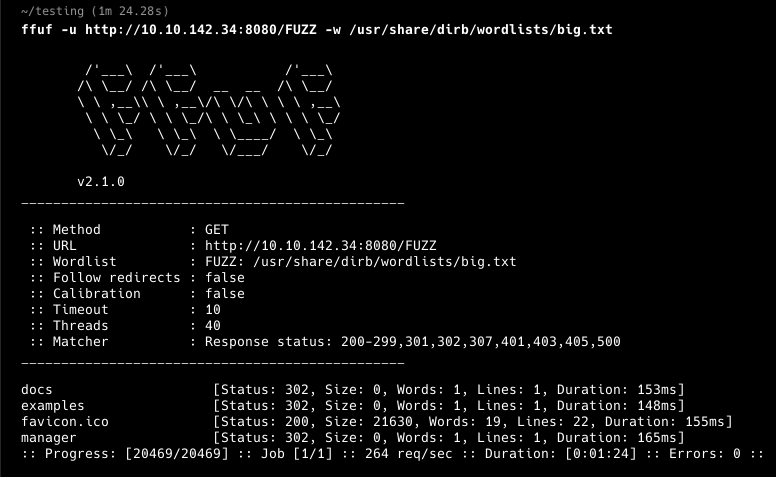 ~/testing (1m 24.28s)
ffuf -u http://10.10.142.34:8080/FUZZ -w /usr/share/dirb/wordlists/big.txt
        /'___\  /'___\           /'___\
       /\ \__/ /\ \__/  __  __  /\ \__/
       \ \ ,__\\ \ ,__\/\ \/\ \ \ \ ,__\
        \ \ \_/ \ \ \_/\ \ \_\ \ \ \ \_/
         \ \_\   \ \_\  \ \____/  \ \_\
          \/_/    \/_/   \/___/    \/_/
       v2.1.0
________________________________________________
 :: Method           : GET
 :: URL              : http://10.10.142.34:8080/FUZZ
 :: Wordlist         : FUZZ: /usr/share/dirb/wordlists/big.txt
 :: Follow redirects : false
 :: Calibration      : false
 :: Timeout          : 10
 :: Threads          : 40
 :: Matcher          : Response status: 200-299,301,302,307,401,403,405,500
________________________________________________
docs                    [Status: 302, Size: 0, Words: 1, Lines: 1, Duration: 153ms]
examples                [Status: 302, Size: 0, Words: 1, Lines: 1, Duration: 148ms]
favicon.ico             [Status: 200, Size: 21630, Words: 19, Lines: 22, Duration: 155ms]
manager                 [Status: 302, Size: 0, Words: 1, Lines: 1, Duration: 165ms]
:: Progress: [20469/20469] :: Job [1/1] :: 264 req/sec :: Duration: [0:01:24] :: Errors: 0 ::